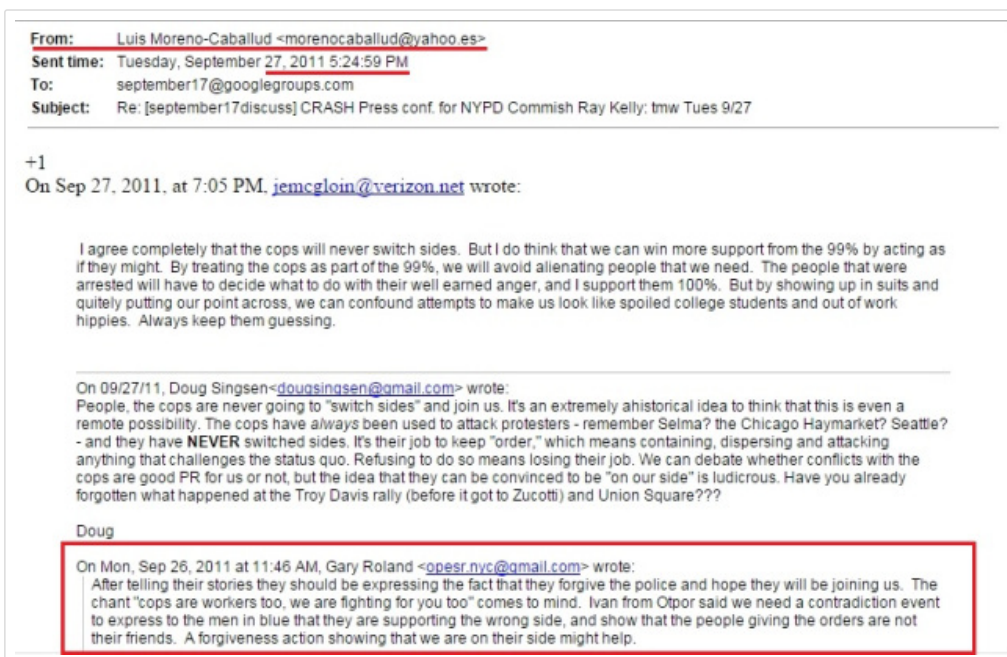 From: Luis Moreno-Caballud <morenocaballud@yahoo.es>
Sent time: Tuesday, September 27, 2011 5:24:59 PM
To: september17@googlegroups.com
Subject: Re: [september17discuss] CRASH Press conf. for NYPD Commish Ray Kelly: tmw Tues 9/27
+1
On Sep 27, 2011, at 7:05 PM, jemcgloin@verizon.net wrote:
I agree completely that the cops will never switch sides. But I do think that we can win more support from the 99% by acting as
if they might. By treating the cops as part of the 99%, we will avoid alienating people that we need. The people that were
arrested will have to decide what to do with their well earned anger, and I support them 100%. But by showing up in suits and
quitely putting our point across, we can confound attempts to make us look like spoiled college students and out of work
hippies. Always keep them guessing.
On 09/27/11, Doug Singsen<dougsingsen@gmail.com> wrote:
People, the cops are never going to "switch sides" and join us. It's an extremely ahistorical idea to think that this is even a
remote possibility. The cops have always been used to attack protesters - remember Selma? the Chicago Haymarket? Seattle?
- and they have NEVER switched sides. It's their job to keep "order," which means containing, dispersing and attacking
anything that challenges the status quo. Refusing to do so means losing their job. We can debate whether conflicts with the
cops are good PR for us or not, but the idea that they can be convinced to be "on our side" is ludicrous. Have you already
forgotten what happened at the Troy Davis rally (before it got to Zucotti) and Union Square???
Doug
On Mon, Sep 26, 2011 at 11:46 AM, Gary Roland <opesr.nyc@gmail.com> wrote:
After telling their stories they should be expressing the fact that they forgive the police and hope they will be joining us. The
chant "cops are workers too, we are fighting for you too" comes to mind. Ivan from Otpor said we need a contradiction event
to express to the men in blue that they are supporting the wrong side, and show that the people giving the orders are not
their friends. A forgiveness action showing that we are on their side might help.